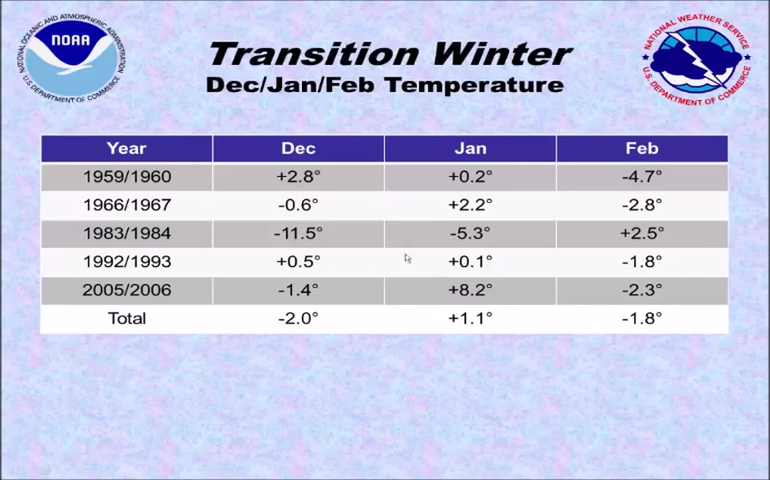 NATIONAL OCEANIC AND ATMOSPHERIC ADMINISTRATION
NOAA
U.S. DEPARTMENT OF COMMERCE
Transition Winter
Dec/Jan/Feb Temperature
NATIONAL WEATHER SERVICE
U.S. DEPARTMENT OF COMMERCE
Year Dec Jan Feb
1959/1960 +2.8° +0.2° -4.7°
1966/1967 -0.6° +2.2° -2.8°
1983/1984 -11.5° -5.3° +2.5°
1992/1993 +0.5° +0.1° -1.8°
2005/2006 -1.4° +8.2° -2.3°
Total -2.0° +1.1° -1.8°